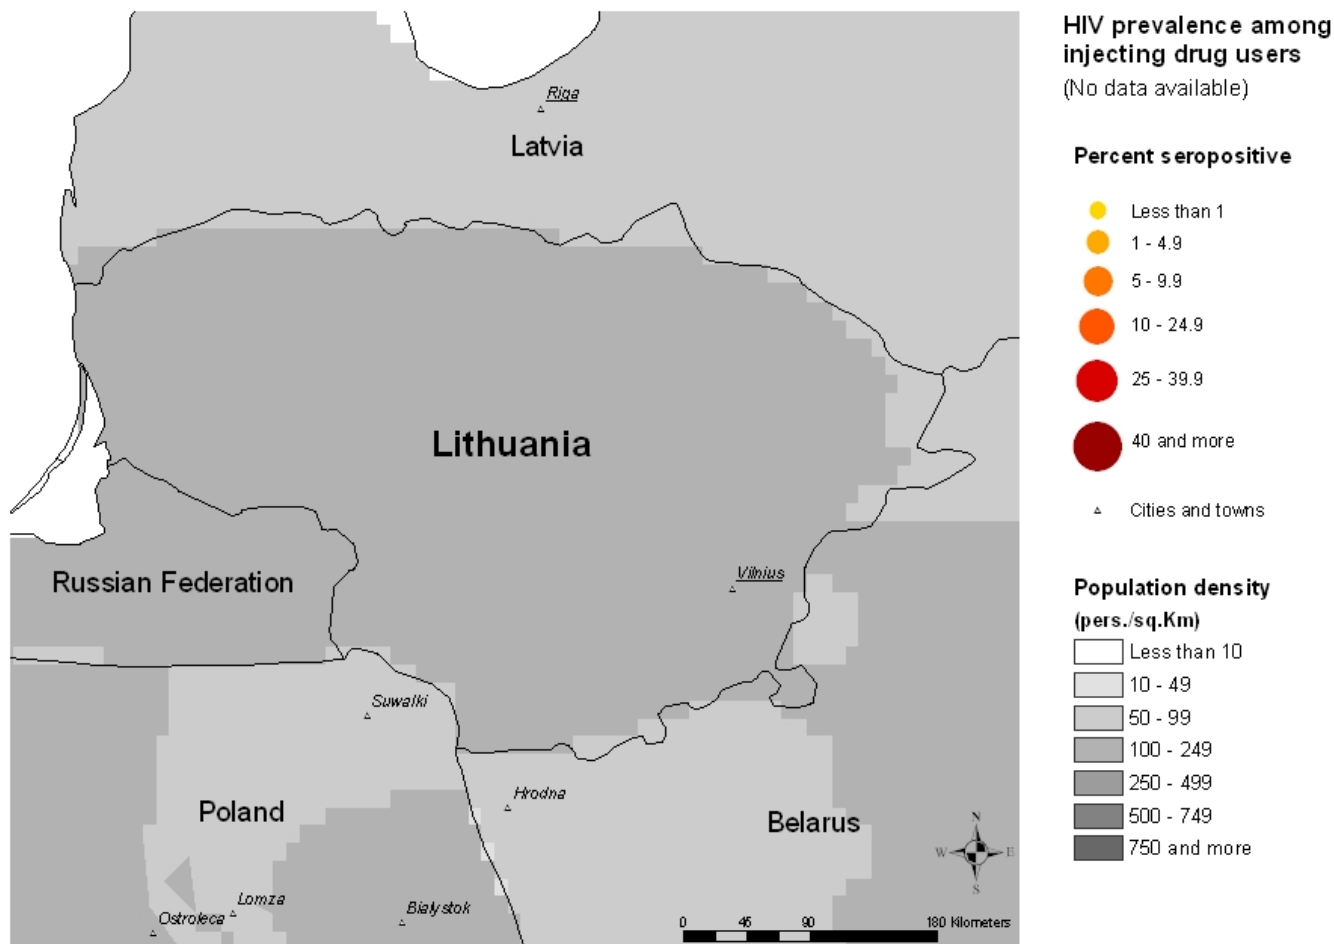 HIV prevalence among
injecting drug users
(No data available)
Percent seropositive
Less than 1
1 - 4.9
5 - 9.9
10 - 24.9
25 - 39.9
40 and more
Cities and towns
Population density
(pers./sq.Km)
Less than 10
10 - 49
50 - 99
100 - 249
250 - 499
500 - 749
750 and more
Riga
Latvia
Lithuania
Russian Federation
Vilnius
Suwalki
Hrodna
Poland
Belarus
Lomza
Ostroleca
Bialystok
N
W E
S
0 45 90 180 Kilometers